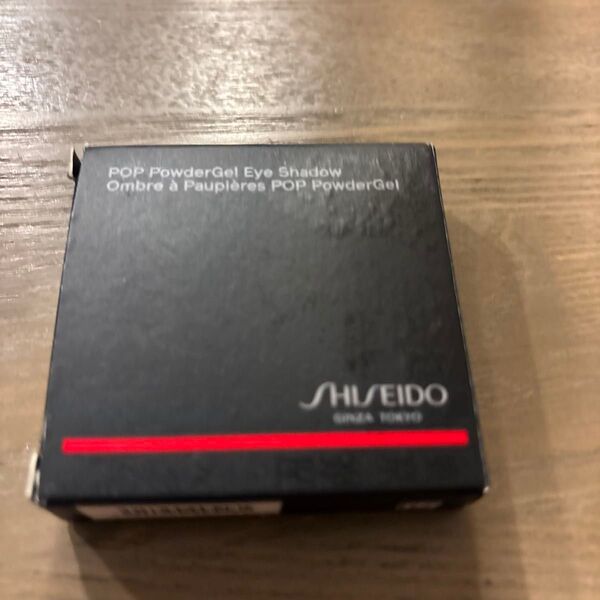 POP PowderGel Eye Shadow
Ombre à Paupières POP PowderGel
SHISEIDO
GINZA TOKYO